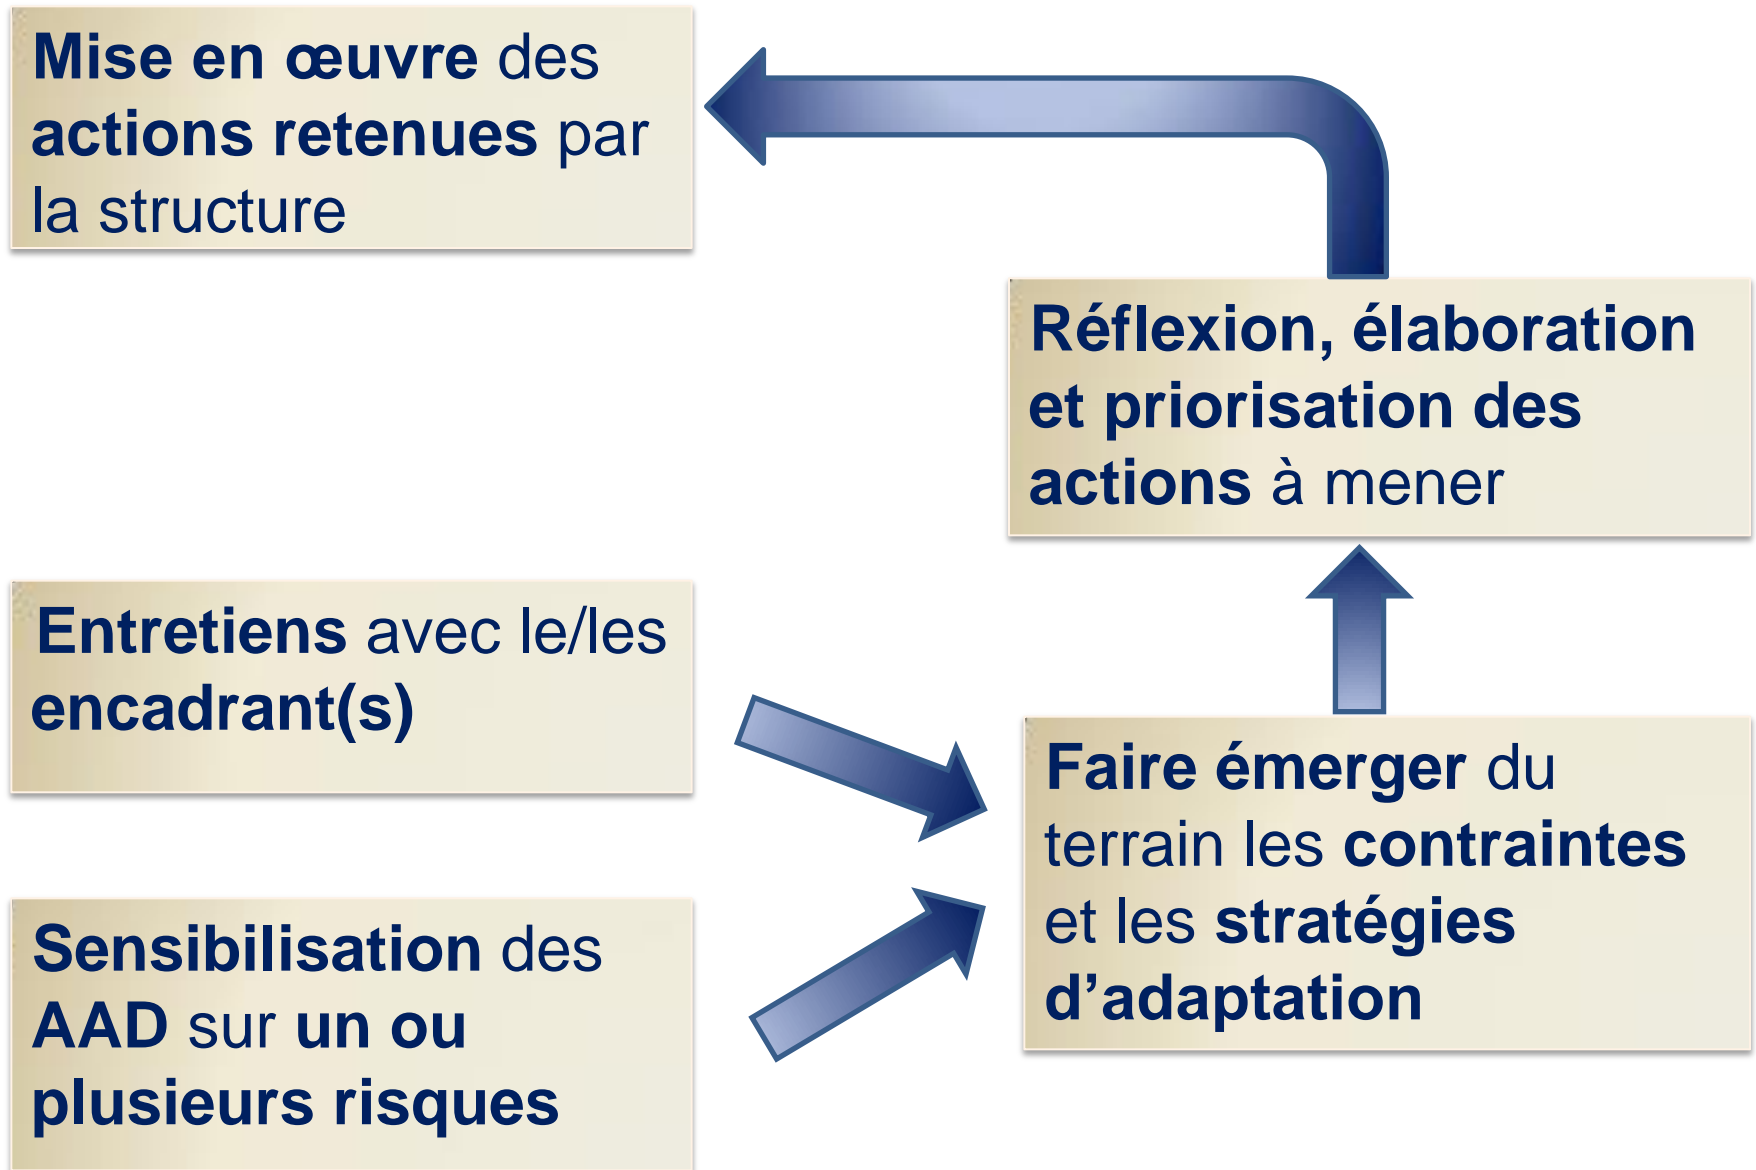 Mise en œuvre des
actions retenues par
la structure
Réflexion, élaboration
et priorisation des
actions à mener
Entretiens avec le/les
encadrant(s)
Faire émerger du
terrain les contraintes
et les stratégies
d’adaptation
Sensibilisation des
AAD sur un ou
plusieurs risques